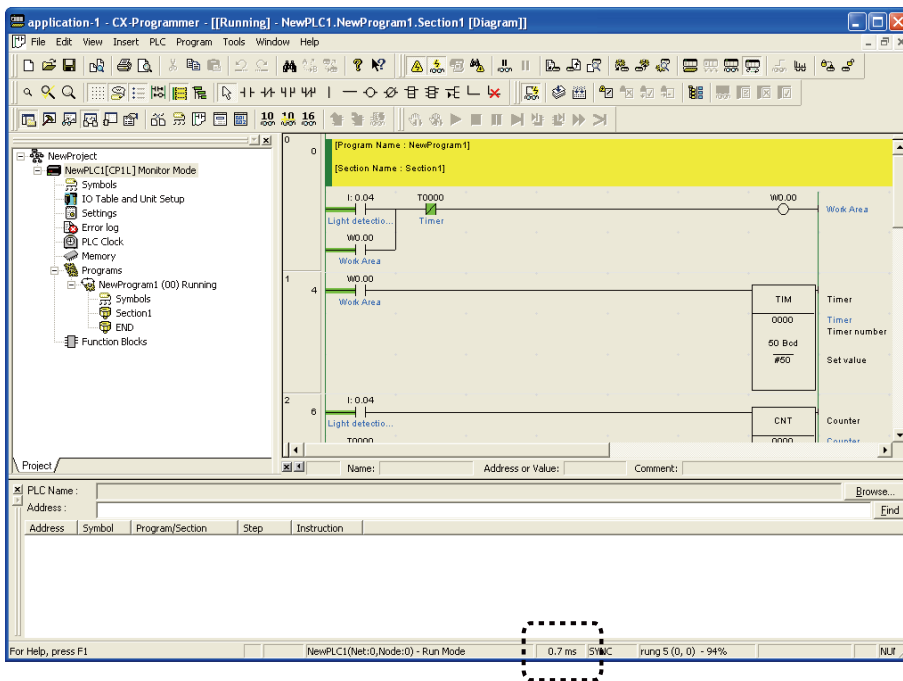 application-1 - CX-Programmer - [[Running] - NewPLC1.NewProgram1.Section1 [Diagram]]
File Edit View Insert PLC Program Tools Window Help
10 10 16
Project
NewProject
NewPLC1[CP1L] Monitor Mode
Symbols
IO Table and Unit Setup
Settings
Error log
PLC Clock
Memory
Programs
NewProgram1 (00) Running
Symbols
Section1
END
Function Blocks
0
0
[Program Name : NewProgram1]
[Section Name : Section1]
I: 0.04 T0000 W0.00
Work Area
Light detectio... Timer
W0.00
Work Area
1
4
W0.00
Work Area
TIM Timer
0000 Timer
Timer number
50 Bcd
#50 Set value
2
6
I: 0.04
Light detectio...
CNT Counter
T0000
0000 Counter
Name: Address or Value: Comment:
PLC Name : Browse...
Address : Find
Address Symbol Program/Section Step Instruction
For Help, press F1 NewPLC1(Net:0,Node:0) - Run Mode 0.7 ms SYNC rung 5 (0, 0) - 94%